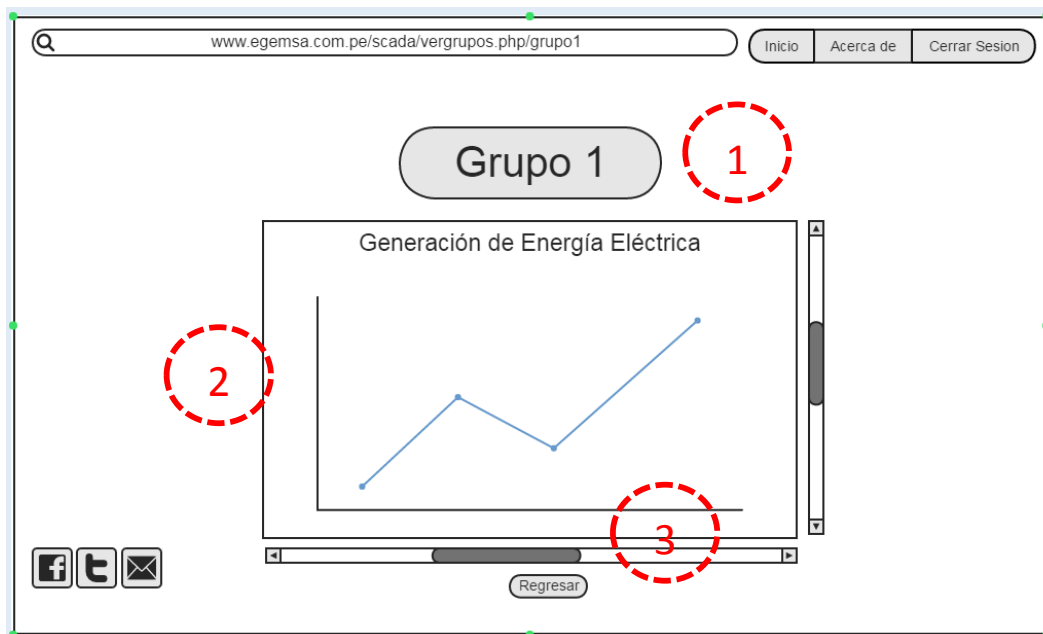 www.egemsa.com.pe/scada/vergrupos.php/grupo1
Inicio
Acerca de
Cerrar Sesion
Grupo 1
1
Generación de Energía Eléctrica
2
3
Regresar